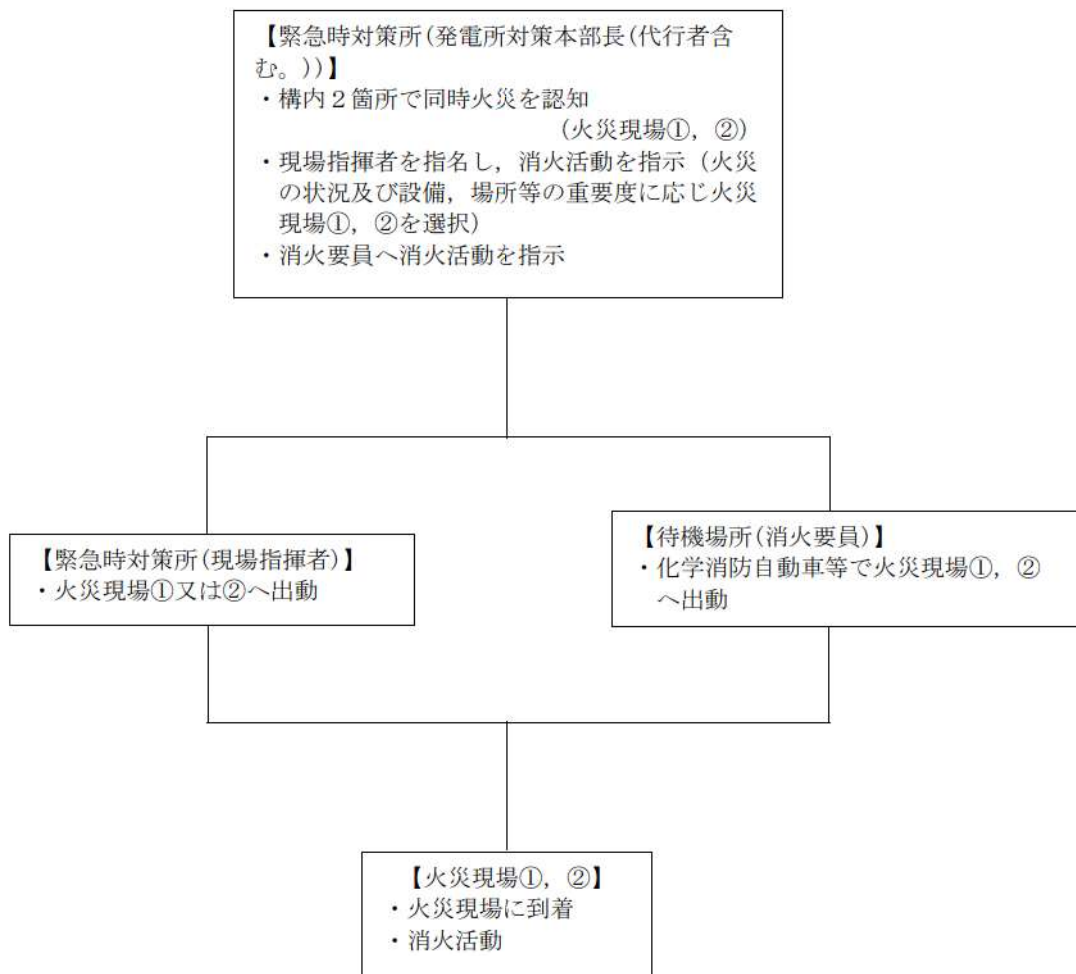 【緊急時対策所(発電所対策本部長(代行者含
む。))】
・構内２箇所で同時火災を認知
（火災現場①，②）
・現場指揮者を指名し，消火活動を指示（火災
の状況及び設備，場所等の重要度に応じ火災
現場①，②を選択）
・消火要員へ消火活動を指示
【緊急時対策所(現場指揮者)】
・火災現場①又は②へ出動
【待機場所(消火要員)】
・化学消防自動車等で火災現場①，②
へ出動
【火災現場①，②】
・火災現場に到着
・消火活動